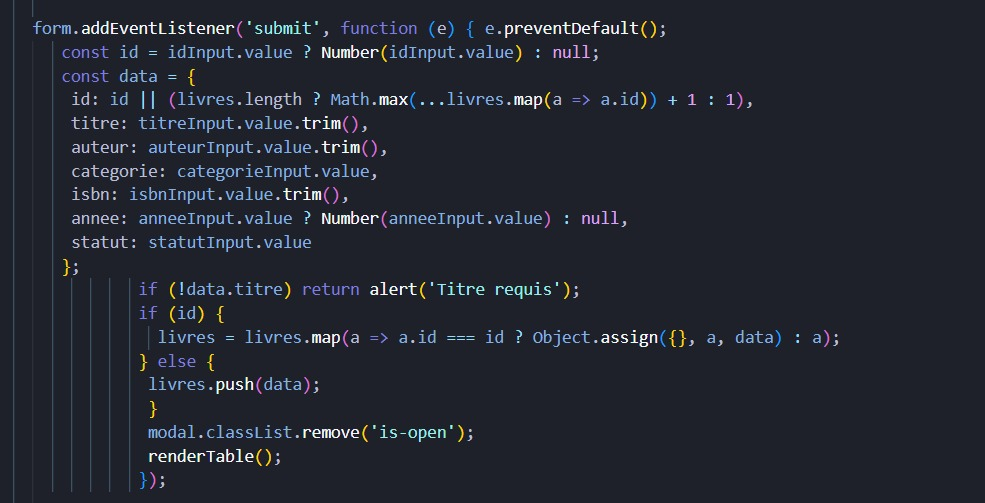 form.addEventListener('submit', function (e) { e.preventDefault();
const id = idInput.value ? Number(idInput.value) : null;
const data = {
id: id || (livres.length ? Math.max(...livres.map(a => a.id)) + 1 : 1),
titre: titreInput.value.trim(),
auteur: auteurInput.value.trim(),
categorie: categorieInput.value,
isbn: isbnInput.value.trim(),
annee: anneeInput.value ? Number(anneeInput.value) : null,
statut: statutInput.value
};
if (!data.titre) return alert('Titre requis');
if (id) {
livres = livres.map(a => a.id === id ? Object.assign({}, a, data) : a);
} else {
livres.push(data);
}
modal.classList.remove('is-open');
renderTable();
});